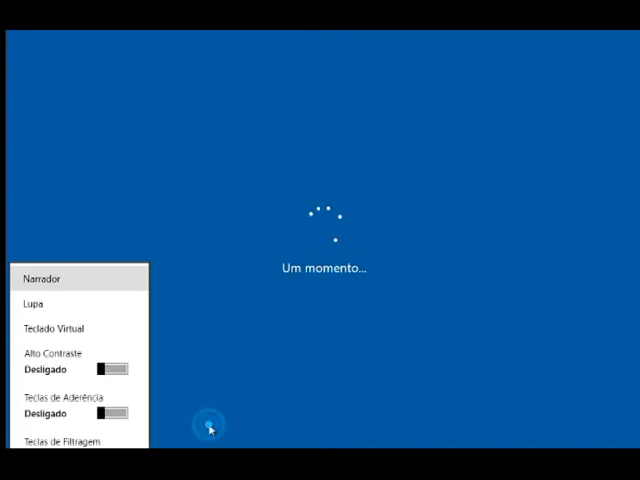 Um momento...
Narrador
Lupa
Teclado Virtual
Alto Contraste
Desligado
Teclas de Aderência
Desligado
Teclas de Filtragem